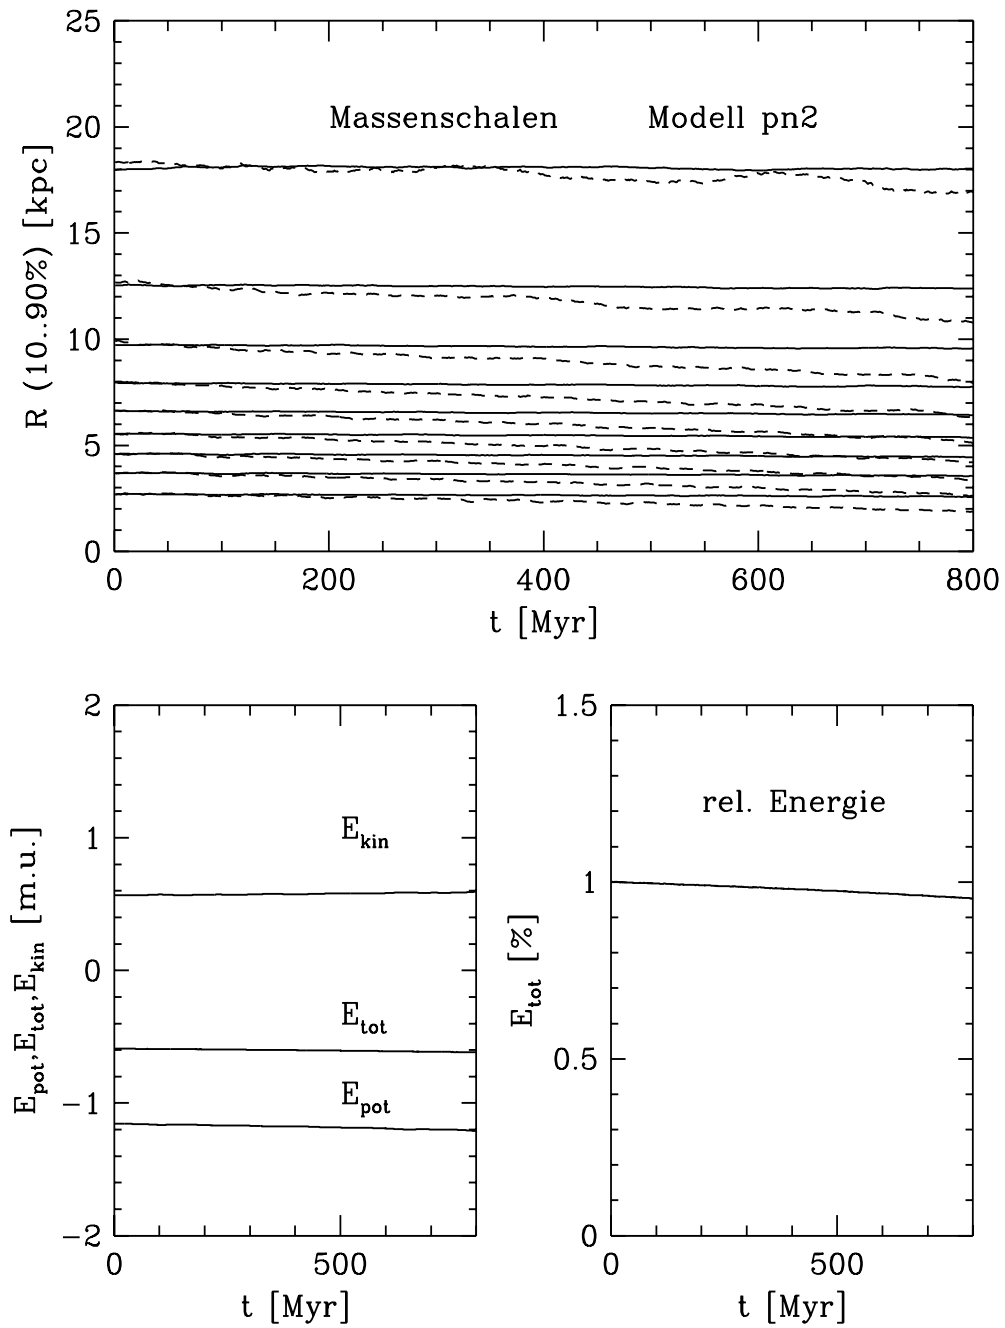 25
Massenschalen Modell pn2
20
15
10
5
0
R (10..90%) [kpc]
0 200 400 600 800
t [Myr]
2
1
0
−1
−2
E_pot,E_tot,E_kin [m.u.]
E_kin
E_tot
E_pot
0 500
t [Myr]
1.5
rel. Energie
1
0.5
0
E_tot [%]
0 500
t [Myr]